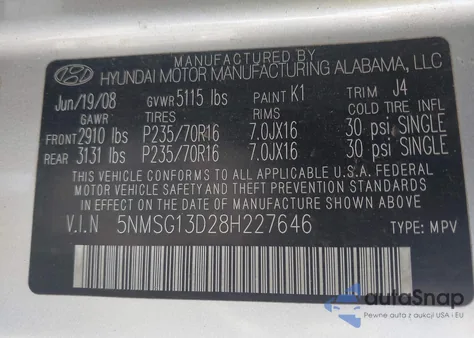 MANUFACTURED BY
HYUNDAI MOTOR MANUFACTURING ALABAMA, LLC
Jun/19/08 GVWR 5115 lbs PAINT K1 TRIM J4
GAWR TIRES RIMS COLD TIRE INFL
FRONT 2910 lbs P235/70R16 7.0JX16 30 psi SINGLE
REAR 3131 lbs P235/70R16 7.0JX16 30 psi SINGLE
THIS VEHICLE CONFORMS TO ALL APPLICABLE U.S.A. FEDERAL
MOTOR VEHICLE SAFETY AND THEFT PREVENTION STANDARDS
IN EFFECT ON THE DATE OF MANUFACTURE SHOWN ABOVE
V.I.N 5NMSG13D28H227646 TYPE: MPV
autoSnap
Pewne auta z aukcji USA i EU